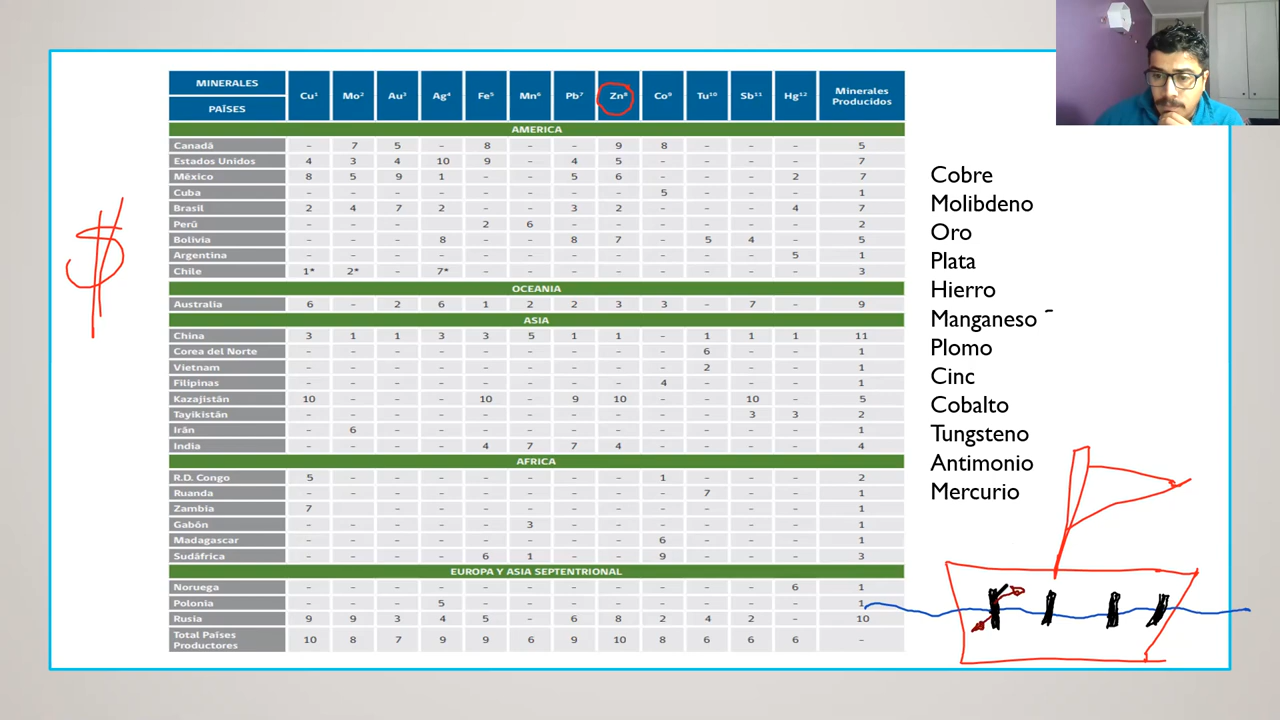 MINERALES
PAÍSES
Cu¹ Mo² Au³ Ag⁴ Fe⁵ Mn⁶ Pb⁷ Zn⁸ Co⁹ Tu¹⁰ Sb¹¹ Hg¹² Minerales Producidos
AMERICA
Canadá - 7 5 - 8 - - 9 8 - - - 5
Estados Unidos 4 3 4 10 9 - 4 5 - - - - 7
México 8 5 9 1 - - 5 6 - - - 2 7
Cuba - - - - - - - - 5 - - - 1
Brasil 2 4 7 2 - - 3 2 - - - 4 7
Perú - - - - 2 6 - - - - - - 2
Bolivia - - - 8 - - 8 7 - 5 4 - 5
Argentina - - - - - - - - - - - 5 1
Chile 1* 2* - 7* - - - - - - - - 3
OCEANIA
Australia 6 - 2 6 1 2 2 3 3 - 7 - 9
ASIA
China 3 1 1 3 3 5 1 1 - 1 1 1 11
Corea del Norte - - - - - - - - - 6 - - 1
Vietnam - - - - - - - - - 2 - - 1
Filipinas - - - - - - - - 4 - - - 1
Kazajistán 10 - - - 10 - 9 10 - - 10 - 5
Tayikistán - - - - - - - - - - 3 3 2
Irán - 6 - - - - - - - - - - 1
India - - - - 4 7 7 4 - - - - 4
AFRICA
R.D. Congo 5 - - - - - - - 1 - - - 2
Ruanda - - - - - - - - - 7 - - 1
Zambia 7 - - - - - - - - - - - 1
Gabón - - - - - 3 - - - - - - 1
Madagascar - - - - - - - - 6 - - - 1
Sudáfrica - - - - 6 1 - - 9 - - - 3
EUROPA Y ASIA SEPTENTRIONAL
Noruega - - - - - - - - - - - 6 1
Polonia - - - 5 - - - - - - - - 1
Rusia 9 9 3 4 5 - 6 8 2 4 2 - 10
Total Países Productores 10 8 7 9 9 6 9 10 8 6 6 6 -
Cobre
Molibdeno
Oro
Plata
Hierro
Manganeso
Plomo
Cinc
Cobalto
Tungsteno
Antimonio
Mercurio
$